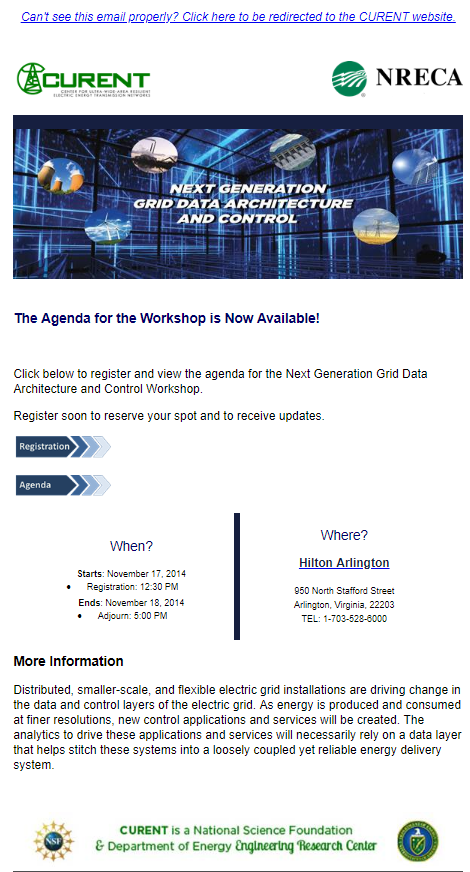 Can't see this email properly? Click here to be redirected to the CURENT website.
CURENT
CENTER FOR ULTRA-WIDE-AREA RESILIENT
ELECTRIC ENERGY TRANSMISSION NETWORKS
NRECA
NEXT GENERATION
GRID DATA ARCHITECTURE
AND CONTROL
The Agenda for the Workshop is Now Available!
Click below to register and view the agenda for the Next Generation Grid Data
Architecture and Control Workshop.
Register soon to reserve your spot and to receive updates.
Registration
Agenda
When?
Starts: November 17, 2014
• Registration: 12:30 PM
Ends: November 18, 2014
• Adjourn: 5:00 PM
Where?
Hilton Arlington
950 North Stafford Street
Arlington, Virginia, 22203
TEL: 1-703-528-6000
More Information
Distributed, smaller-scale, and flexible electric grid installations are driving change in
the data and control layers of the electric grid. As energy is produced and consumed
at finer resolutions, new control applications and services will be created. The
analytics to drive these applications and services will necessarily rely on a data layer
that helps stitch these systems into a loosely coupled yet reliable energy delivery
system.
NSF
CURENT is a National Science Foundation
& Department of Energy Engineering Research Center